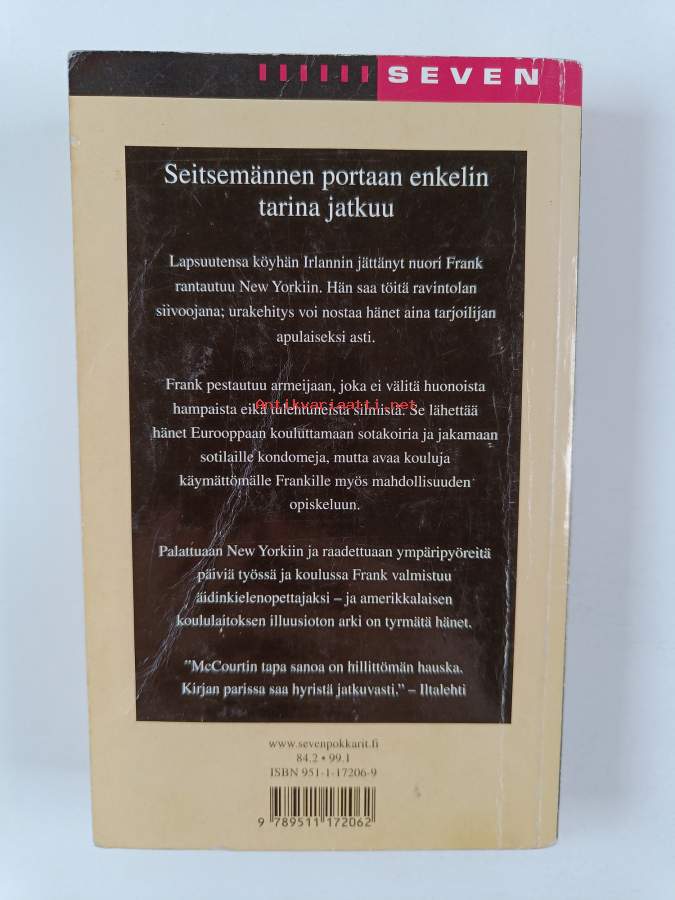 SEVEN
Seitsemännen portaan enkelin
tarina jatkuu
Lapsuutensa köyhän Irlannin jättänyt nuori Frank
rantautuu New Yorkiin. Hän saa töitä ravintolan
siivoojana; urakehitys voi nostaa hänet aina tarjoilijan
apulaiseksi asti.
Frank pestautuu armeijaan, joka ei välitä huonoista
Antikvariaatti.net
hampaista eikä tulehtuneista silmistä. Se lähettää
hänet Eurooppaan kouluttamaan sotakoiria ja jakamaan
sotilaille kondomeja, mutta avaa kouluja
käymättömälle Frankille myös mahdollisuuden
opiskeluun.
Palattuaan New Yorkiin ja raadettuaan ympäripyöreitä
päiviä työssä ja koulussa Frank valmistuu
äidinkielenopettajaksi – ja amerikkalaisen
koululaitoksen illuusioton arki on tyrmätä hänet.
"McCourtin tapa sanoa on hillittömän hauska.
Kirjan parissa saa hyristä jatkuvasti." – Iltalehti
www.sevenpokkarit.fi
84.2 • 99.1
ISBN 951-1-17206-9
9 789511 172062